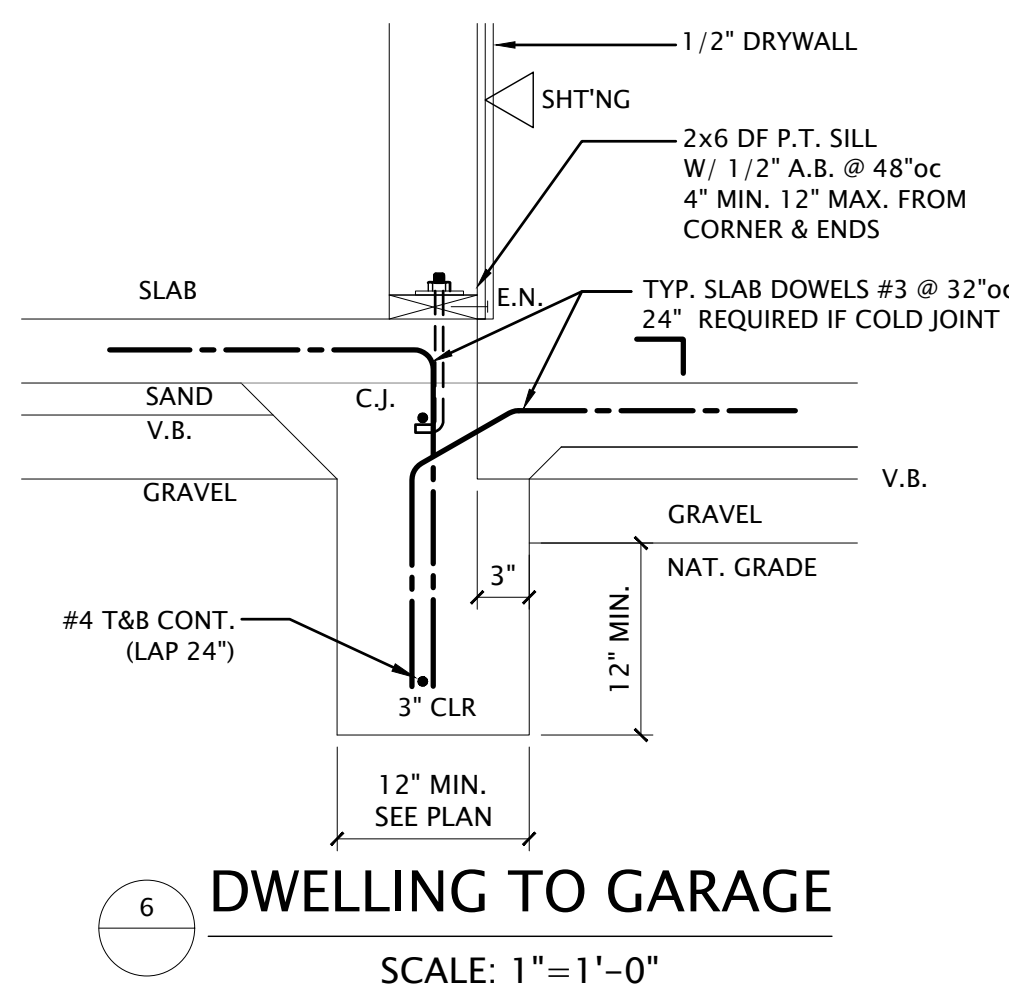 1/2" DRYWALL
SHT'NG
2x6 DF P.T. SILL
W/ 1/2" A.B. @ 48"oc
4" MIN. 12" MAX. FROM
CORNER & ENDS
SLAB
E.N.
TYP. SLAB DOWELS #3 @ 32"oc
24" REQUIRED IF COLD JOINT
SAND
C.J.
V.B.
GRAVEL
V.B.
GRAVEL
NAT. GRADE
3"
12" MIN.
#4 T&B CONT.
(LAP 24")
3" CLR
12" MIN.
SEE PLAN
6
DWELLING TO GARAGE
SCALE: 1"=1'-0"